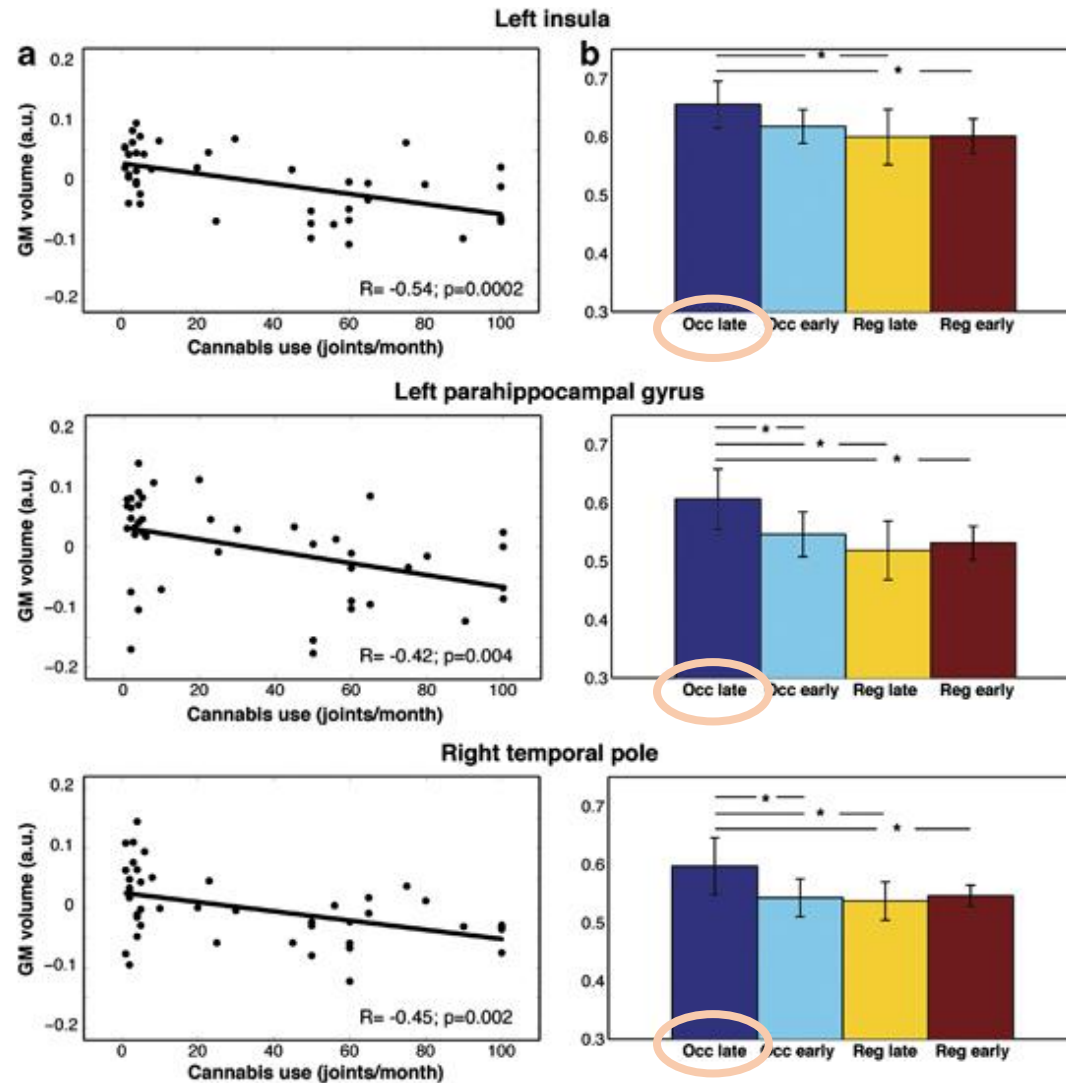 Left insula
a
b
0.2
0.1
0
−0.1
−0.2
GM volume (a.u.)
R= -0.54; p=0.0002
0 20 40 60 80 100
Cannabis use (joints/month)
0.7
0.6
0.5
0.4
0.3
* 
*
Occ late Occ early Reg late Reg early
Left parahippocampal gyrus
0.2
0.1
0
−0.1
−0.2
GM volume (a.u.)
R= -0.42; p=0.004
0 20 40 60 80 100
Cannabis use (joints/month)
0.7
0.6
0.5
0.4
0.3
*
*
*
Occ late Occ early Reg late Reg early
Right temporal pole
0.2
0.1
0
−0.1
−0.2
GM volume (a.u.)
R= -0.45; p=0.002
0 20 40 60 80 100
Cannabis use (joints/month)
0.7
0.6
0.5
0.4
0.3
*
*
*
Occ late Occ early Reg late Reg early